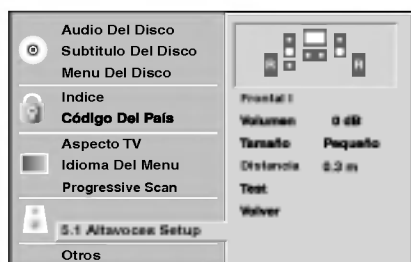 Audio Del Disco
Subtitulo Del Disco
Menu Del Disco
Indice
Código Del País
Aspecto TV
Idioma Del Menu
Progressive Scan
5.1 Altavoces Setup
Otros
R R
Frontal I
Volumen 0 dB
Tamaño Pequeño
Distancia 0.3 m
Test
Volver